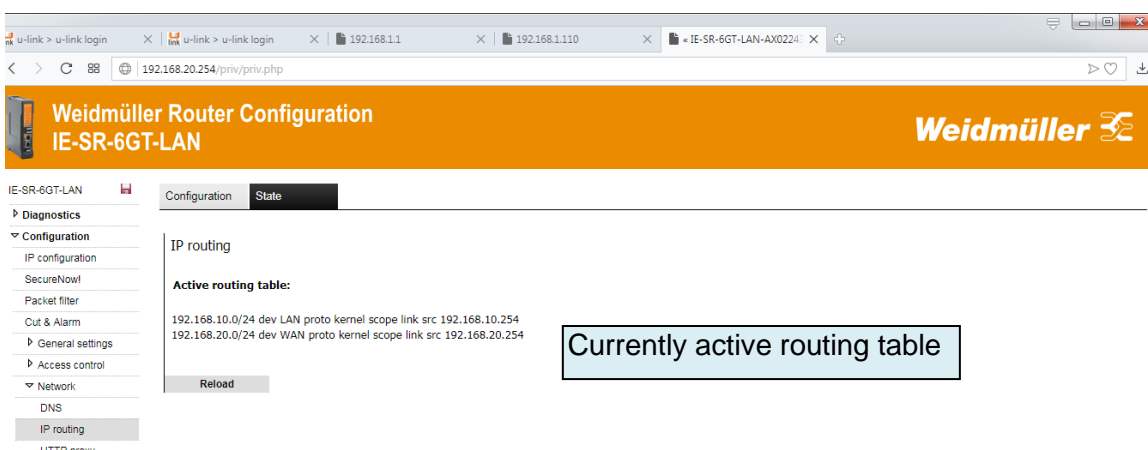 u-link > u-link login
u-link > u-link login
192.168.1.1
192.168.1.110
« IE-SR-6GT-LAN-AX0224
192.168.20.254/priv/priv.php
Weidmüller Router Configuration
IE-SR-6GT-LAN
Weidmüller
IE-SR-6GT-LAN
Configuration
State
Diagnostics
Configuration
IP configuration
SecureNow!
Packet filter
Cut & Alarm
General settings
Access control
Network
DNS
IP routing
HTTP proxy
IP routing
Active routing table:
192.168.10.0/24 dev LAN proto kernel scope link src 192.168.10.254
192.168.20.0/24 dev WAN proto kernel scope link src 192.168.20.254
Reload
Currently active routing table